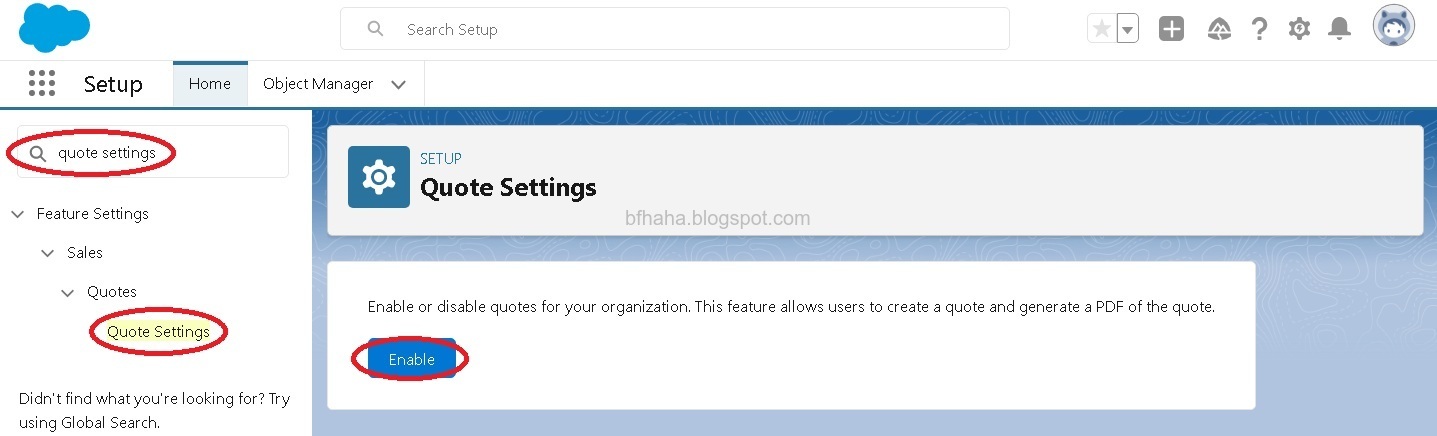 Search Setup
Setup
Home
Object Manager
quote settings
Feature Settings
Sales
Quotes
Quote Settings
Didn't find what you're looking for? Try
using Global Search.
SETUP
Quote Settings
bfhaha.blogspot.com
Enable or disable quotes for your organization. This feature allows users to create a quote and generate a PDF of the quote.
Enable